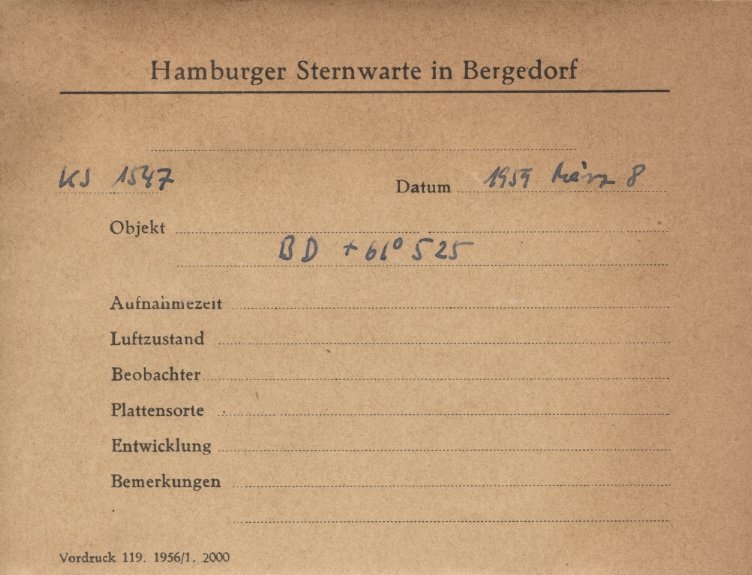 Hamburger Sternwarte in Bergedorf
KS 1547 Datum 1959 März 8
Objekt
BD + 61° 525
Aufnahmezeit
Luftzustand
Beobachter
Plattensorte
Entwicklung
Bemerkungen
Vordruck 119. 1956/1. 2000